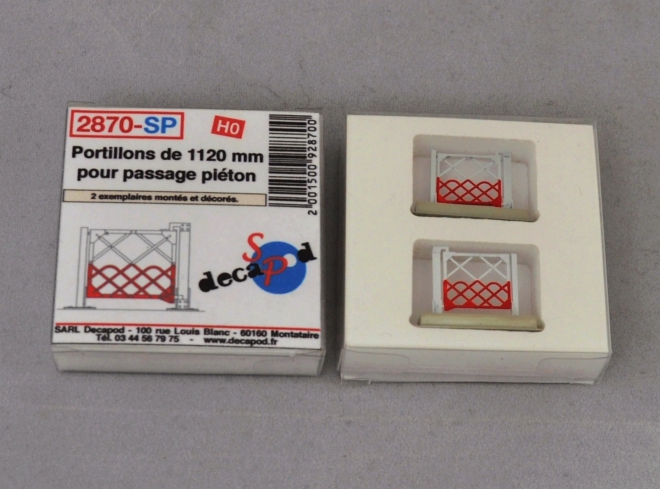 2870-SP
H0
Portillons de 1120 mm
pour passage piéton
2 exemplaires montés et décorés.
2 001500 928700
decapod
SP
SARL Decapod - 100 rue Louis Blanc - 60160 Montataire
Tél. 03 44 56 79 75 - www.decapod.fr